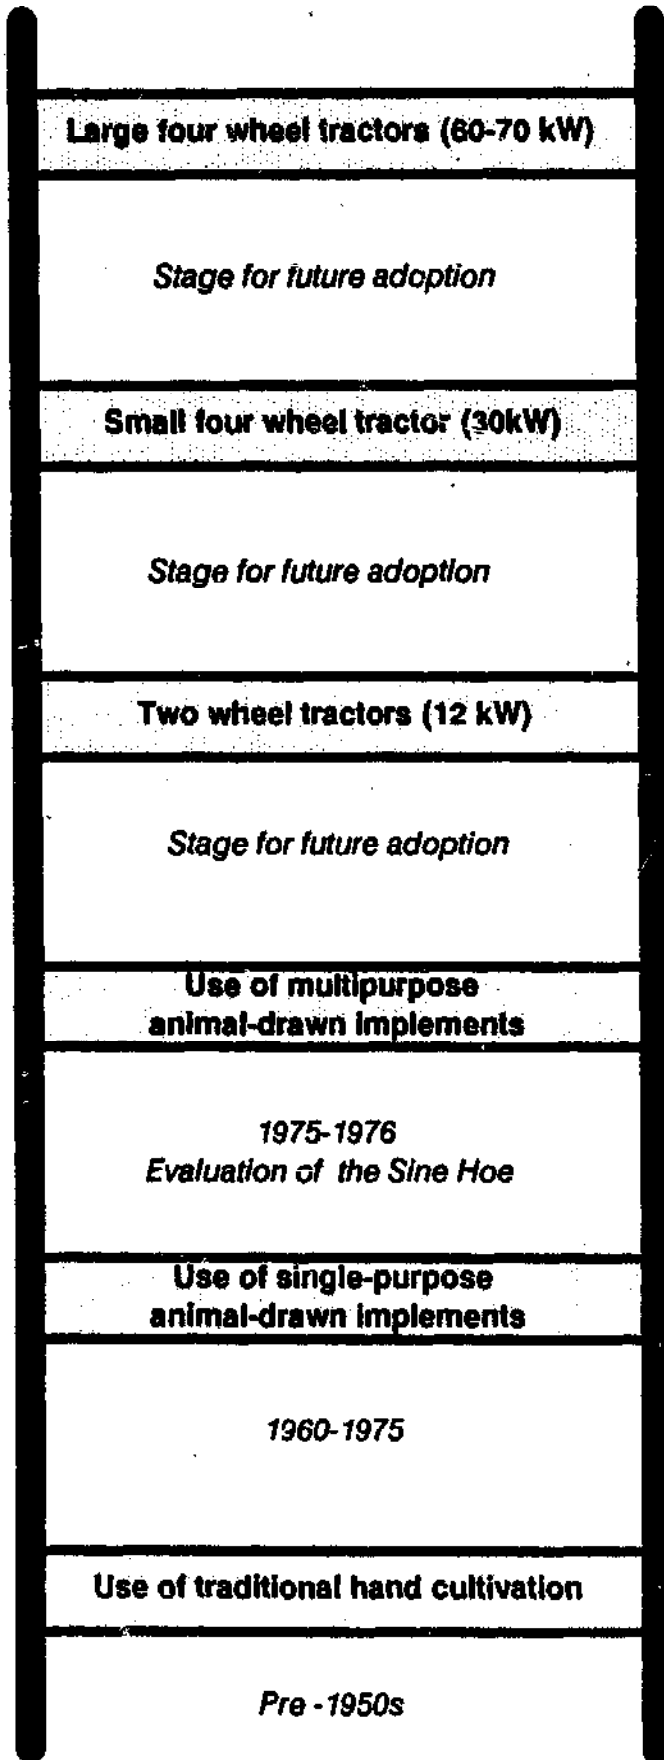 Large four wheel tractors (60-70 kW)
Stage for future adoption
Small four wheel tractor (30kW)
Stage for future adoption
Two wheel tractors (12 kW)
Stage for future adoption
Use of multipurpose
animal-drawn implements
1975-1976
Evaluation of the Sine Hoe
Use of single-purpose
animal-drawn implements
1960-1975
Use of traditional hand cultivation
Pre -1950s